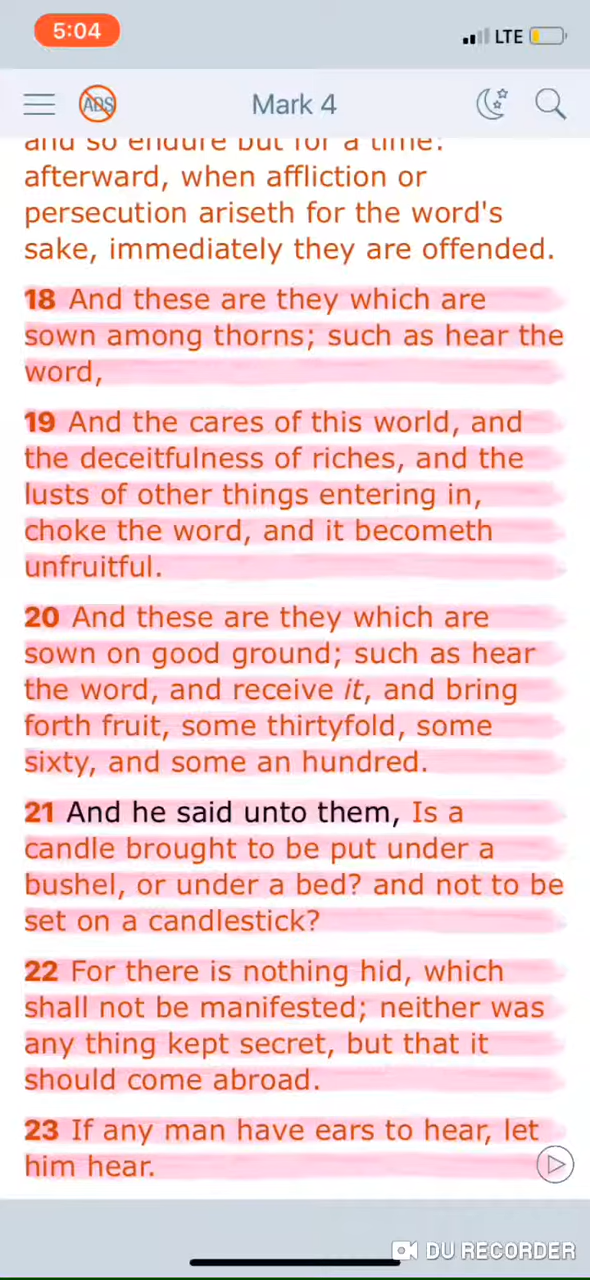 5:04
LTE
ADS
Mark 4
and so endure but for a time:
afterward, when affliction or
persecution ariseth for the word's
sake, immediately they are offended.
18 And these are they which are
sown among thorns; such as hear the
word,
19 And the cares of this world, and
the deceitfulness of riches, and the
lusts of other things entering in,
choke the word, and it becometh
unfruitful.
20 And these are they which are
sown on good ground; such as hear
the word, and receive it, and bring
forth fruit, some thirtyfold, some
sixty, and some an hundred.
21 And he said unto them, Is a
candle brought to be put under a
bushel, or under a bed? and not to be
set on a candlestick?
22 For there is nothing hid, which
shall not be manifested; neither was
any thing kept secret, but that it
should come abroad.
23 If any man have ears to hear, let
him hear.
DU RECORDER